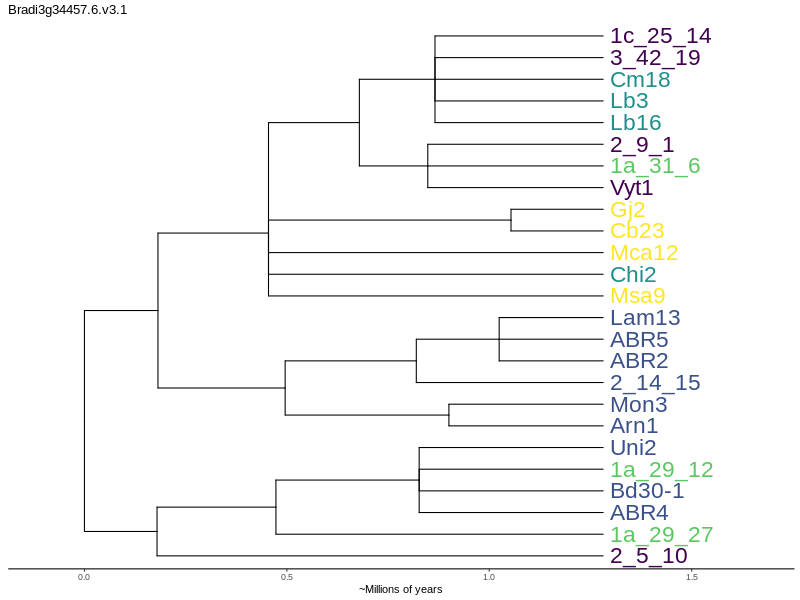 Bradi3g34457.6.v3.1
1c_25_14
3_42_19
Cm18
Lb3
Lb16
2_9_1
1a_31_6
Vyt1
Gj2
Cb23
Mca12
Chi2
Msa9
Lam13
ABR5
ABR2
2_14_15
Mon3
Arn1
Uni2
1a_29_12
Bd30-1
ABR4
1a_29_27
2_5_10
0.0 0.5 1.0 1.5
~Millions of years